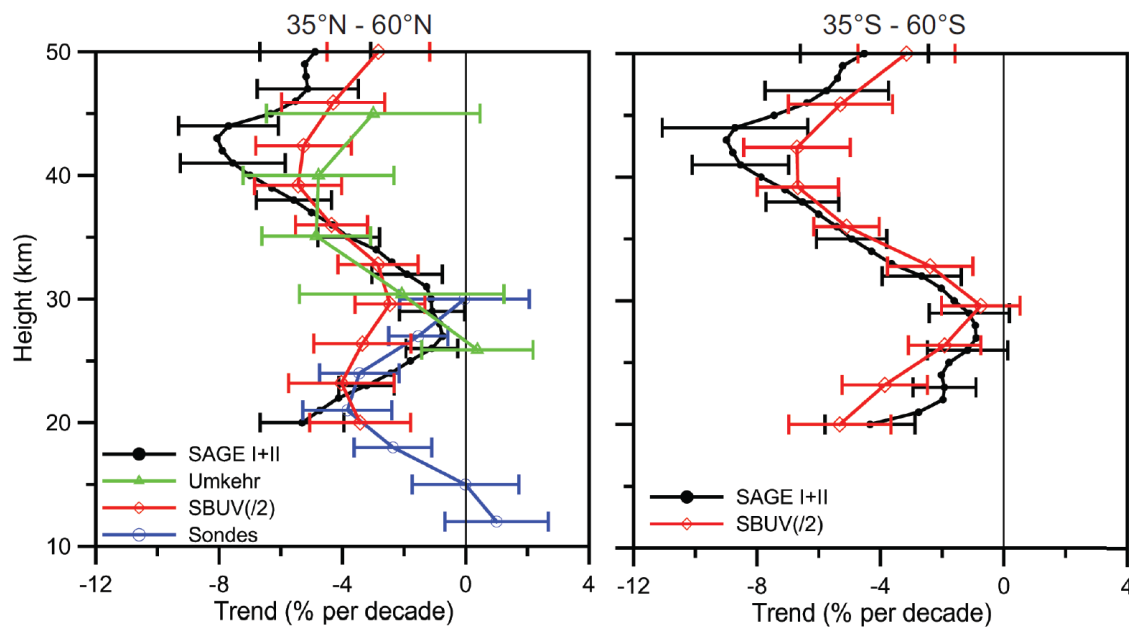 35°N - 60°N
35°S - 60°S
50
40
30
20
10
Height (km)
SAGE I+II
Umkehr
SBUV(/2)
Sondes
SAGE I+II
SBUV(/2)
-12
-8
-4
0
4
-12
-8
-4
0
4
Trend (% per decade)
Trend (% per decade)